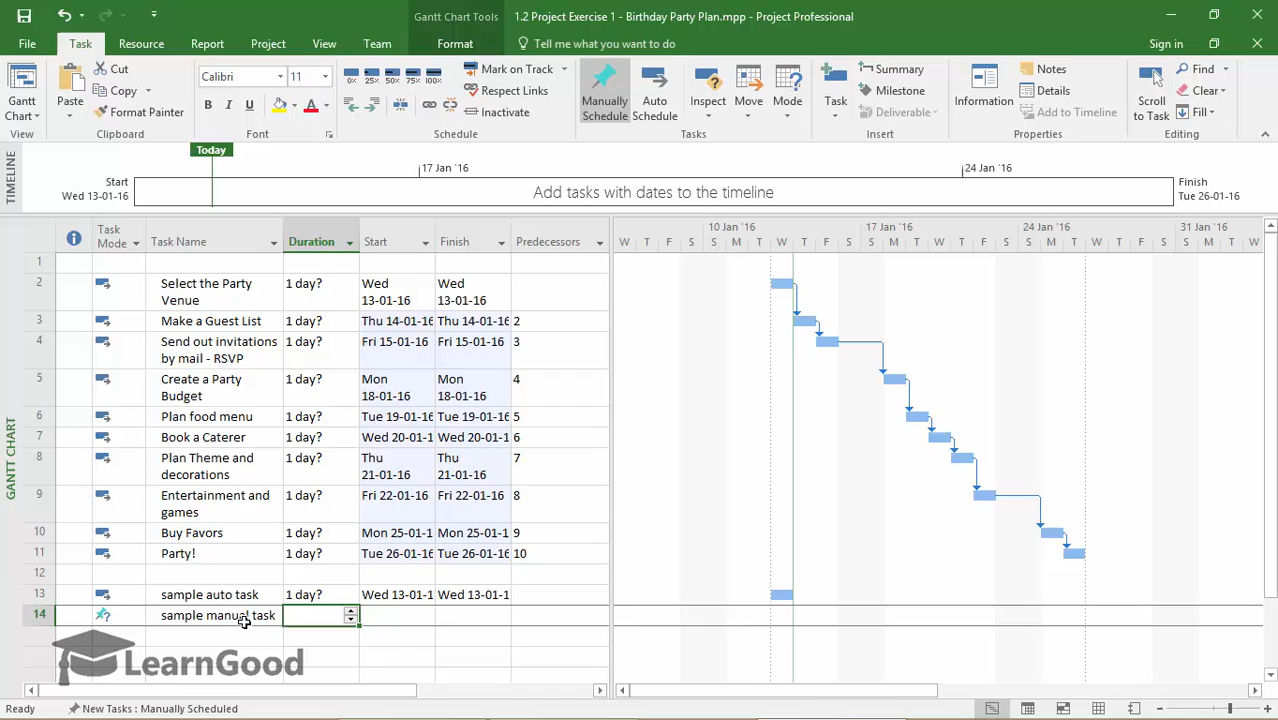 Gantt Chart Tools
1.2 Project Exercise 1 - Birthday Party Plan.mpp - Project Professional
File Task Resource Report Project View Team Format Tell me what you want to do Sign in
Gantt Chart
Paste
Cut
Copy
Format Painter
Calibri 11
B I U A
0% 25% 50% 75% 100%
Mark on Track
Respect Links
Inactivate
Manually Schedule
Auto Schedule
Inspect
Move
Mode
Task
Summary
Milestone
Deliverable
Information
Notes
Details
Add to Timeline
Scroll to Task
Find
Clear
Fill
View Clipboard Font Schedule Tasks Insert Properties Editing
TIMELINE
Today
17 Jan '16 24 Jan '16
Start
Wed 13-01-16
Add tasks with dates to the timeline
Finish
Tue 26-01-16
GANTT CHART
Task Mode Task Name Duration Start Finish Predecessors
10 Jan '16 17 Jan '16 24 Jan '16 31 Jan '16
W T F S S M T W T F S S M T W T F S S M T W T F S S M T W
1
2 Select the Party Venue 1 day? Wed 13-01-16 Wed 13-01-16
3 Make a Guest List 1 day? Thu 14-01-16 Thu 14-01-16 2
4 Send out invitations by mail - RSVP 1 day? Fri 15-01-16 Fri 15-01-16 3
5 Create a Party Budget 1 day? Mon 18-01-16 Mon 18-01-16 4
6 Plan food menu 1 day? Tue 19-01-16 Tue 19-01-16 5
7 Book a Caterer 1 day? Wed 20-01-1 Wed 20-01-1 6
8 Plan Theme and decorations 1 day? Thu 21-01-16 Thu 21-01-16 7
9 Entertainment and games 1 day? Fri 22-01-16 Fri 22-01-16 8
10 Buy Favors 1 day? Mon 25-01-1 Mon 25-01-1 9
11 Party! 1 day? Tue 26-01-16 Tue 26-01-16 10
12
13 sample auto task 1 day? Wed 13-01-1 Wed 13-01-1
14 sample manual task
LearnGood
Ready New Tasks : Manually Scheduled